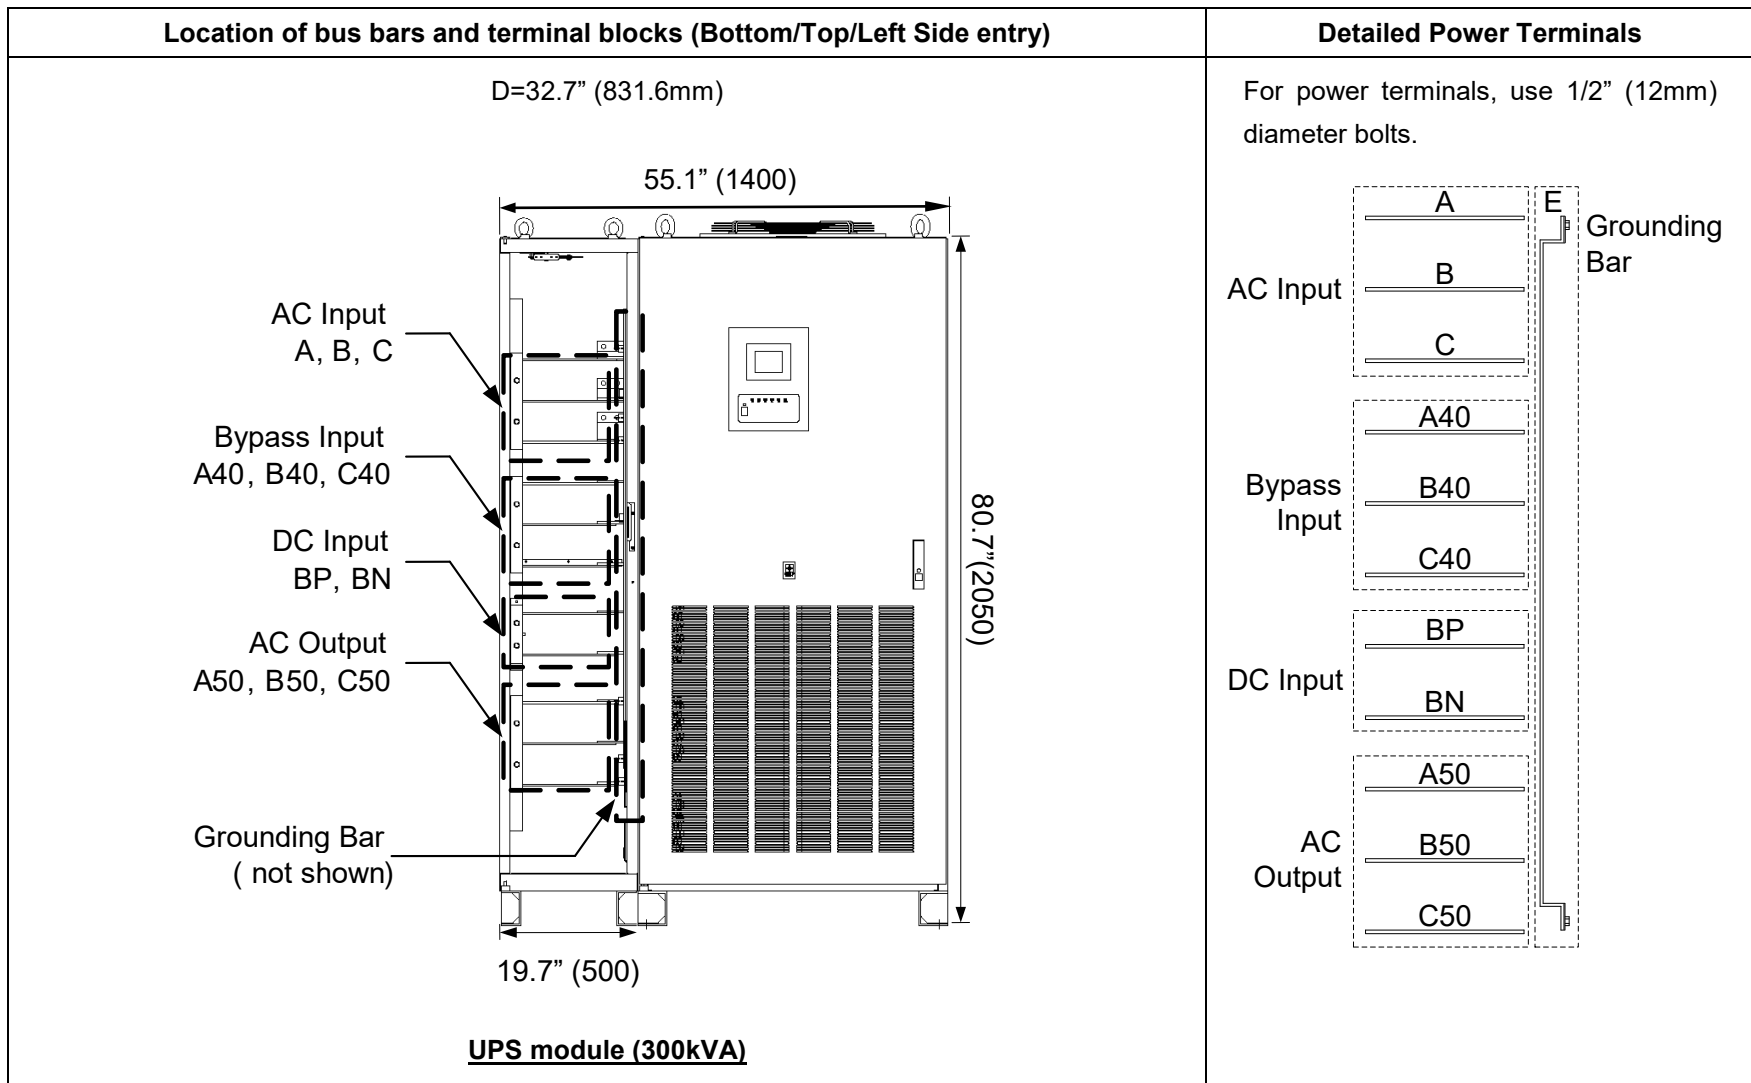 Location of bus bars and terminal blocks (Bottom/Top/Left Side entry)
Detailed Power Terminals
D=32.7” (831.6mm)
55.1” (1400)
AC Input
A, B, C
Bypass Input
A40, B40, C40
DC Input
BP, BN
AC Output
A50, B50, C50
Grounding Bar
( not shown)
80.7”(2050)
19.7” (500)
UPS module (300kVA)
For power terminals, use 1/2” (12mm)
diameter bolts.
A
E
Grounding
Bar
AC Input
B
C
A40
Bypass
Input
B40
C40
BP
DC Input
BN
A50
AC
Output
B50
C50